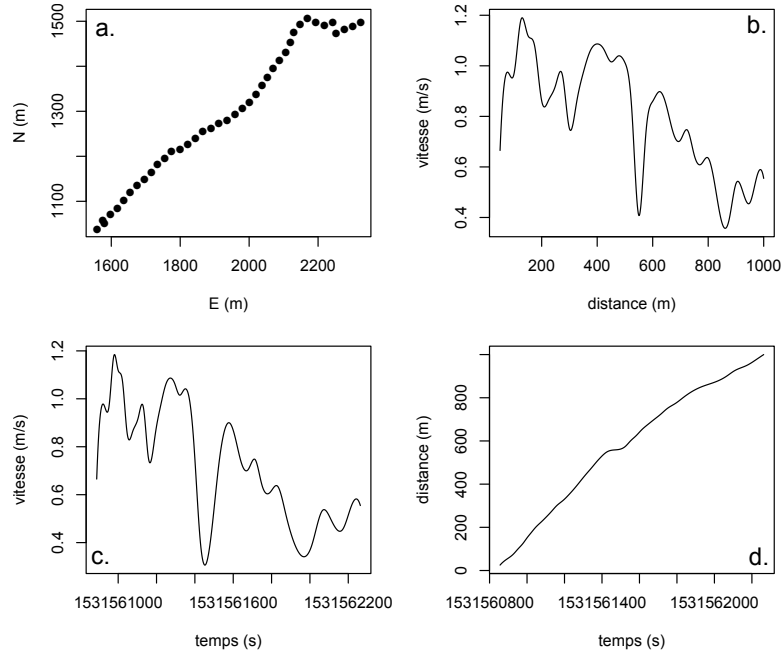 a.
N (m)
1100 1300 1500
1600 1800 2000 2200
E (m)
b.
vitesse (m/s)
0.4 0.6 0.8 1.0 1.2
200 400 600 800 1000
distance (m)
c.
vitesse (m/s)
0.4 0.6 0.8 1.0 1.2
1531561000 1531561600 1531562200
temps (s)
d.
distance (m)
0 200 400 600 800
1531560800 1531561400 1531562000
temps (s)